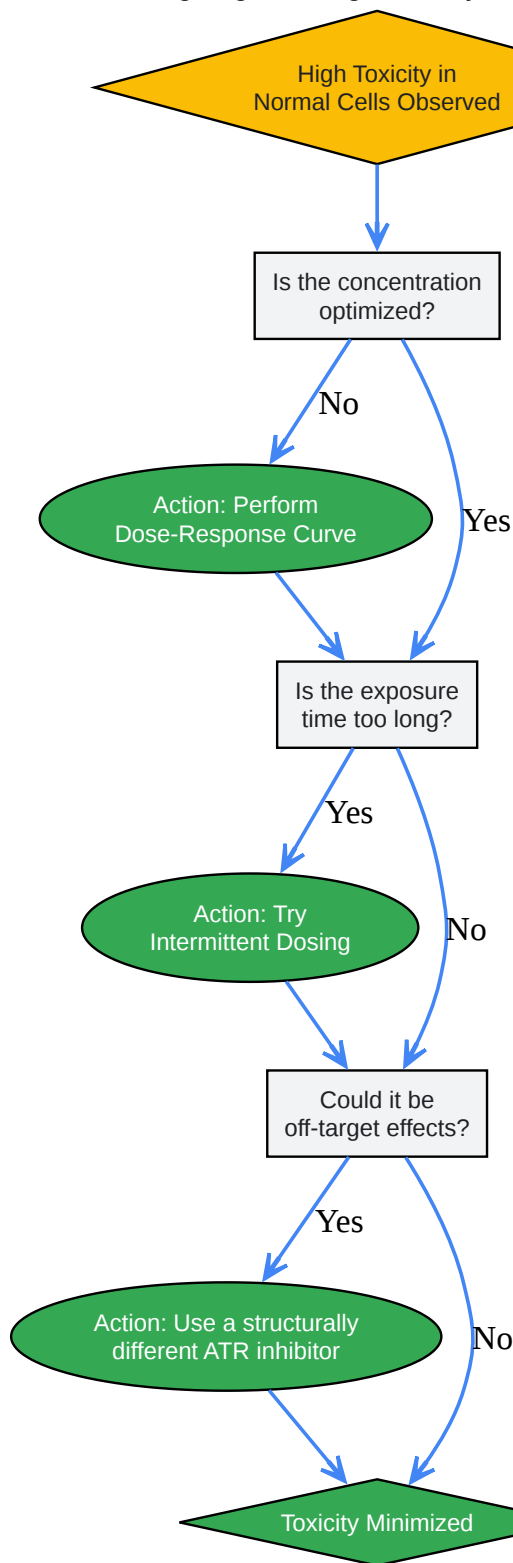 High Toxicity in
Normal Cells Observed
Is the concentration
optimized?
No
Yes
Action: Perform
Dose-Response Curve
Is the exposure
time too long?
Yes
No
Action: Try
Intermittent Dosing
Could it be
off-target effects?
Yes
No
Action: Use a structurally
different ATR inhibitor
Toxicity Minimized